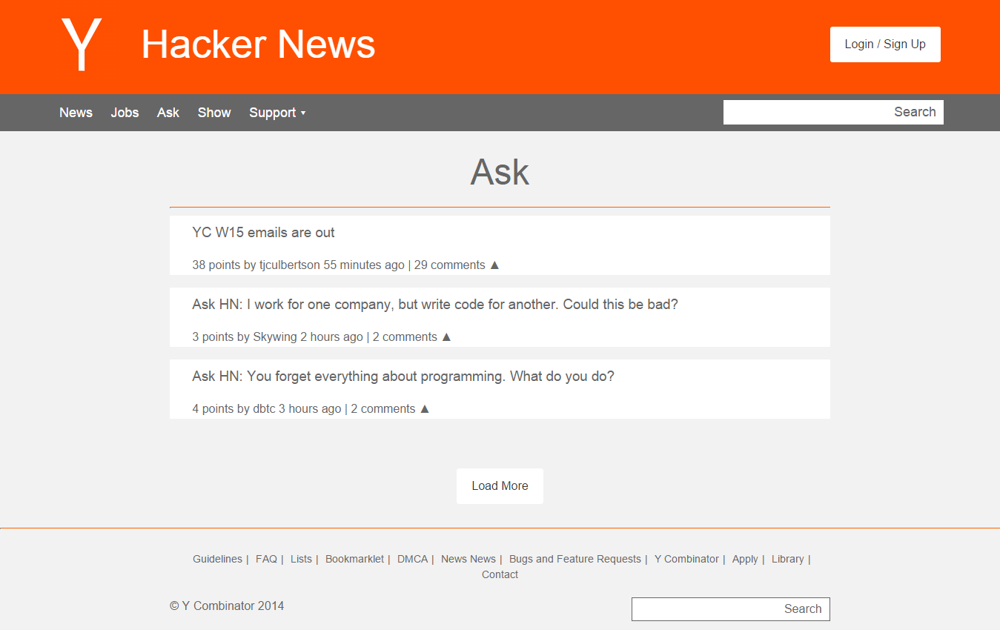 Y Hacker News Login / Sign Up
News Jobs Ask Show Support ▾ Search
Ask
YC W15 emails are out
38 points by tjculbertson 55 minutes ago | 29 comments ▲
Ask HN: I work for one company, but write code for another. Could this be bad?
3 points by Skywing 2 hours ago | 2 comments ▲
Ask HN: You forget everything about programming. What do you do?
4 points by dbtc 3 hours ago | 2 comments ▲
Load More
Guidelines | FAQ | Lists | Bookmarklet | DMCA | News News | Bugs and Feature Requests | Y Combinator | Apply | Library |
Contact
© Y Combinator 2014 Search